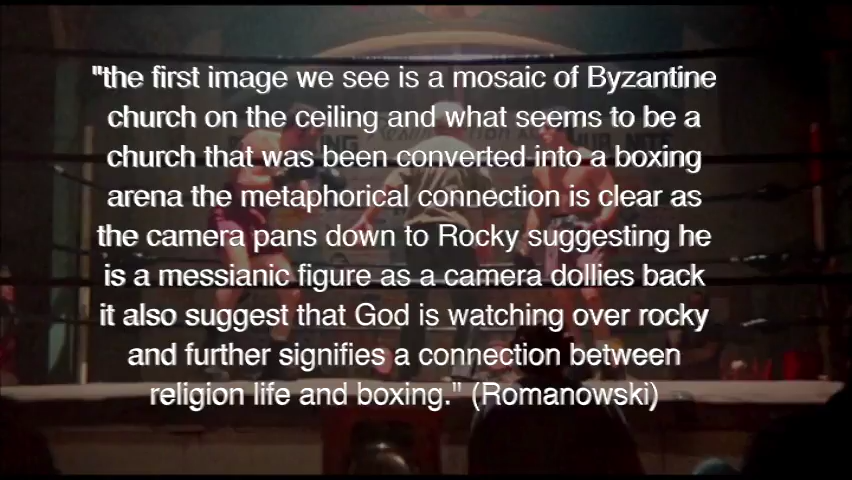 "the first image we see is a mosaic of Byzantine
church on the ceiling and what seems to be a
church that was been converted into a boxing
arena the metaphorical connection is clear as
the camera pans down to Rocky suggesting he
is a messianic figure as a camera dollies back
it also suggest that God is watching over rocky
and further signifies a connection between
religion life and boxing." (Romanowski)